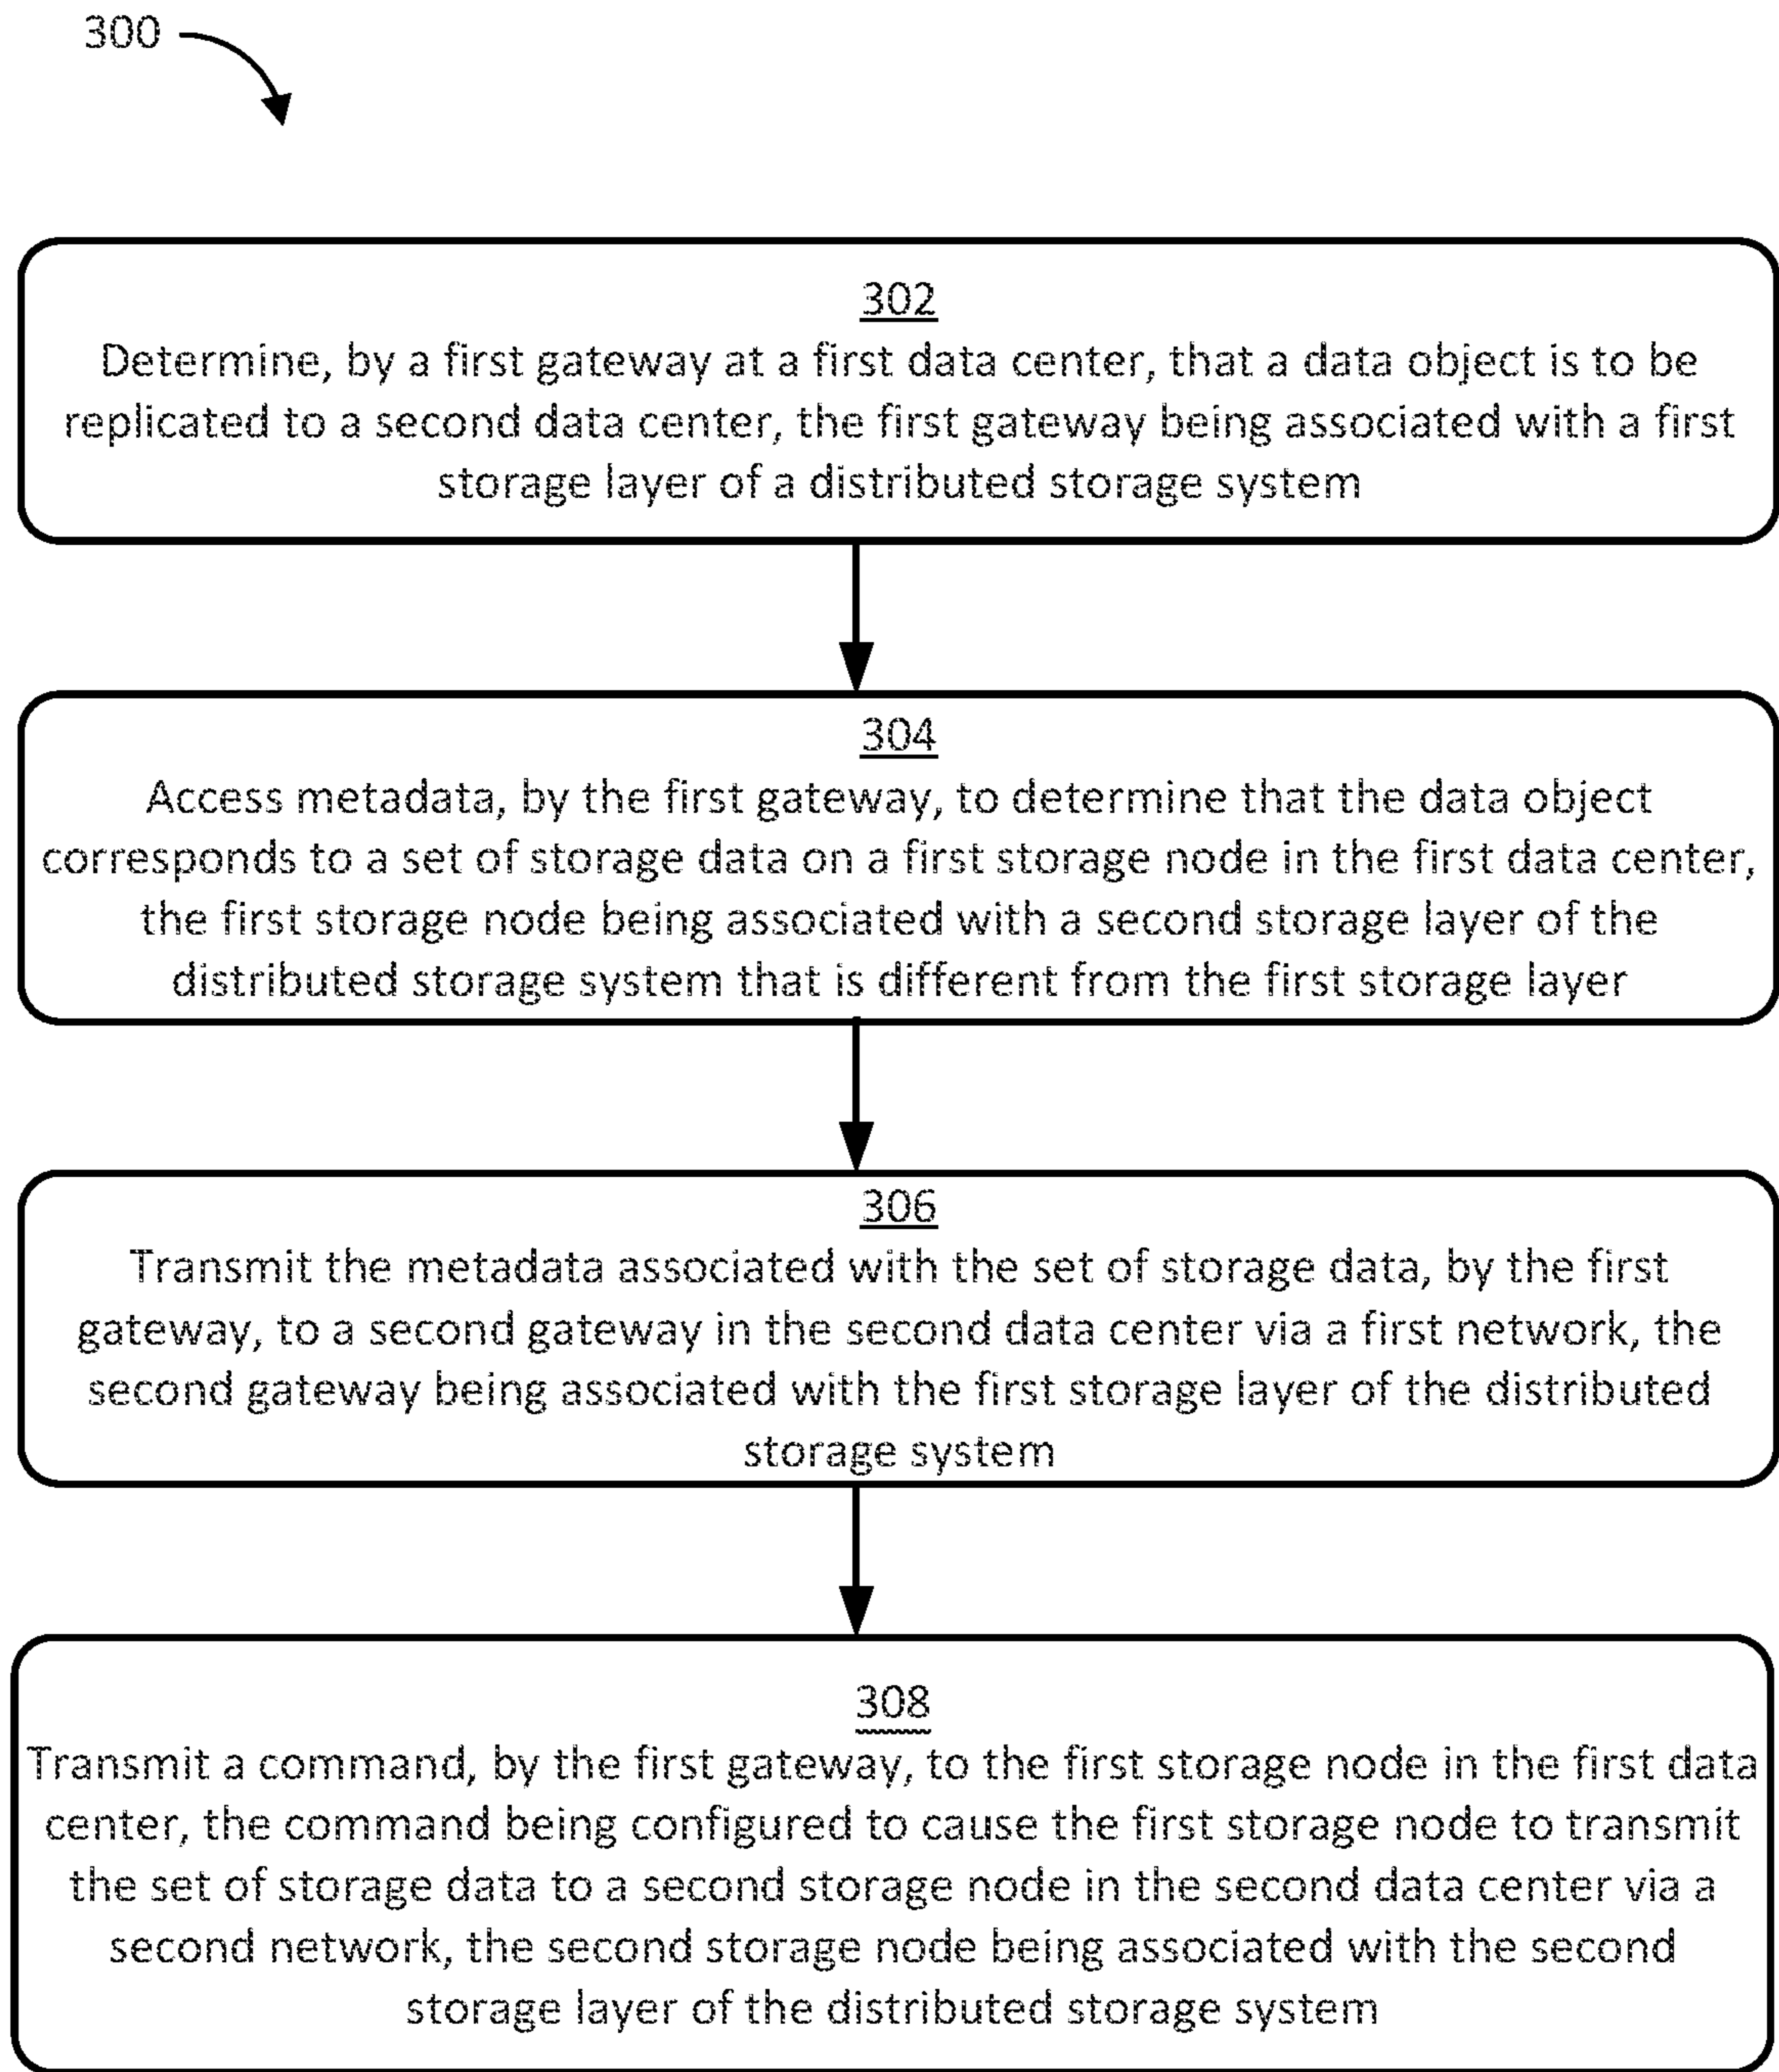 300
302
Determine, by a first gateway at a first data center, that a data object is to be
replicated to a second data center, the first gateway being associated with a first
storage layer of a distributed storage system
304
Access metadata, by the first gateway, to determine that the data object
corresponds to a set of storage data on a first storage node in the first data center,
the first storage node being associated with a second storage layer of the
distributed storage system that is different from the first storage layer
306
Transmit the metadata associated with the set of storage data, by the first
gateway, to a second gateway in the second data center via a first network, the
second gateway being associated with the first storage layer of the distributed
storage system
308
Transmit a command, by the first gateway, to the first storage node in the first data
center, the command being configured to cause the first storage node to transmit
the set of storage data to a second storage node in the second data center via a
second network, the second storage node being associated with the second
storage layer of the distributed storage system